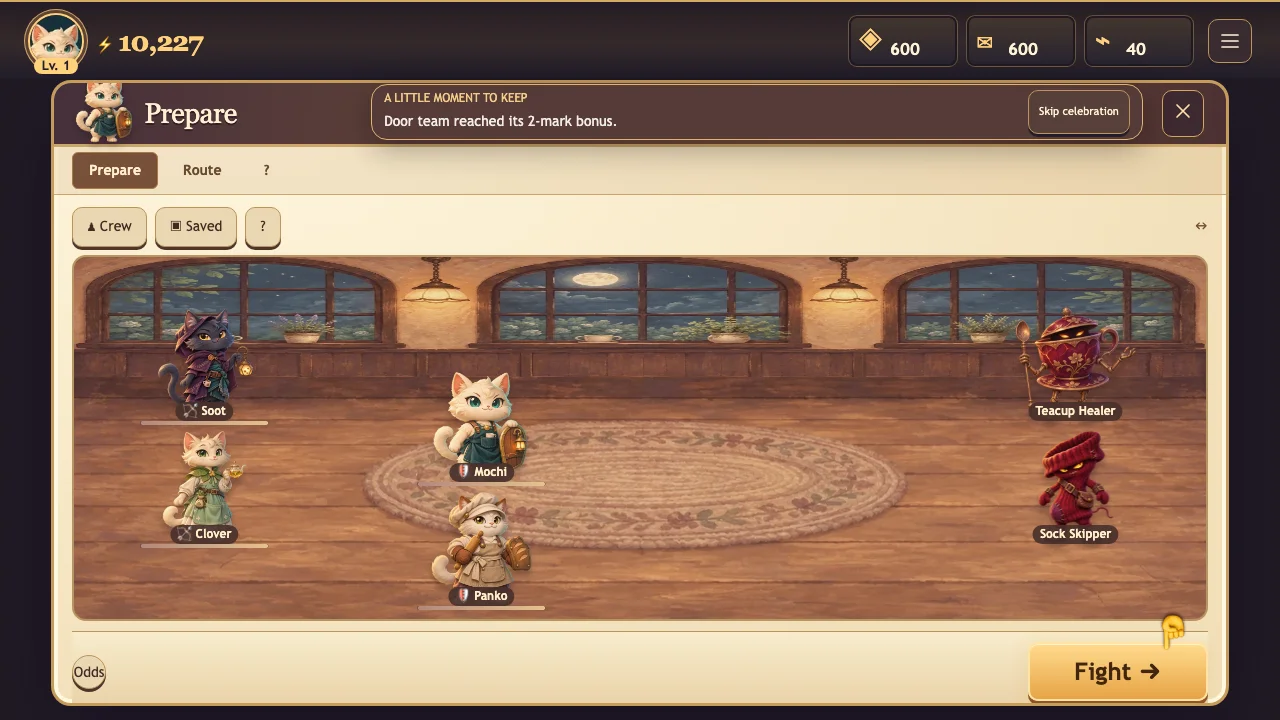 10,227
600
600
40
Lv. 1
Prepare
A LITTLE MOMENT TO KEEP
Door team reached its 2-mark bonus.
Skip celebration
Prepare
Route
?
Crew
Saved
?
Soot
Mochi
Teacup Healer
Clover
Sock Skipper
Panko
Odds
Fight →